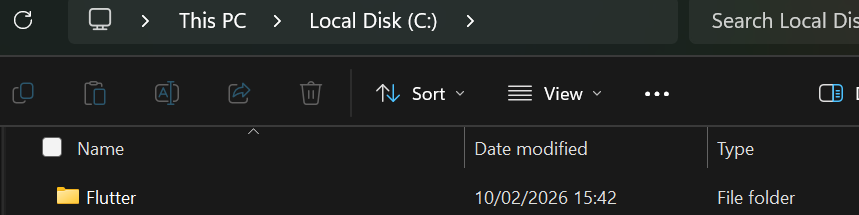 This PC > Local Disk (C:) > Search Local Dis
Sort View ...
Name Date modified Type
Flutter 10/02/2026 15:42 File folder